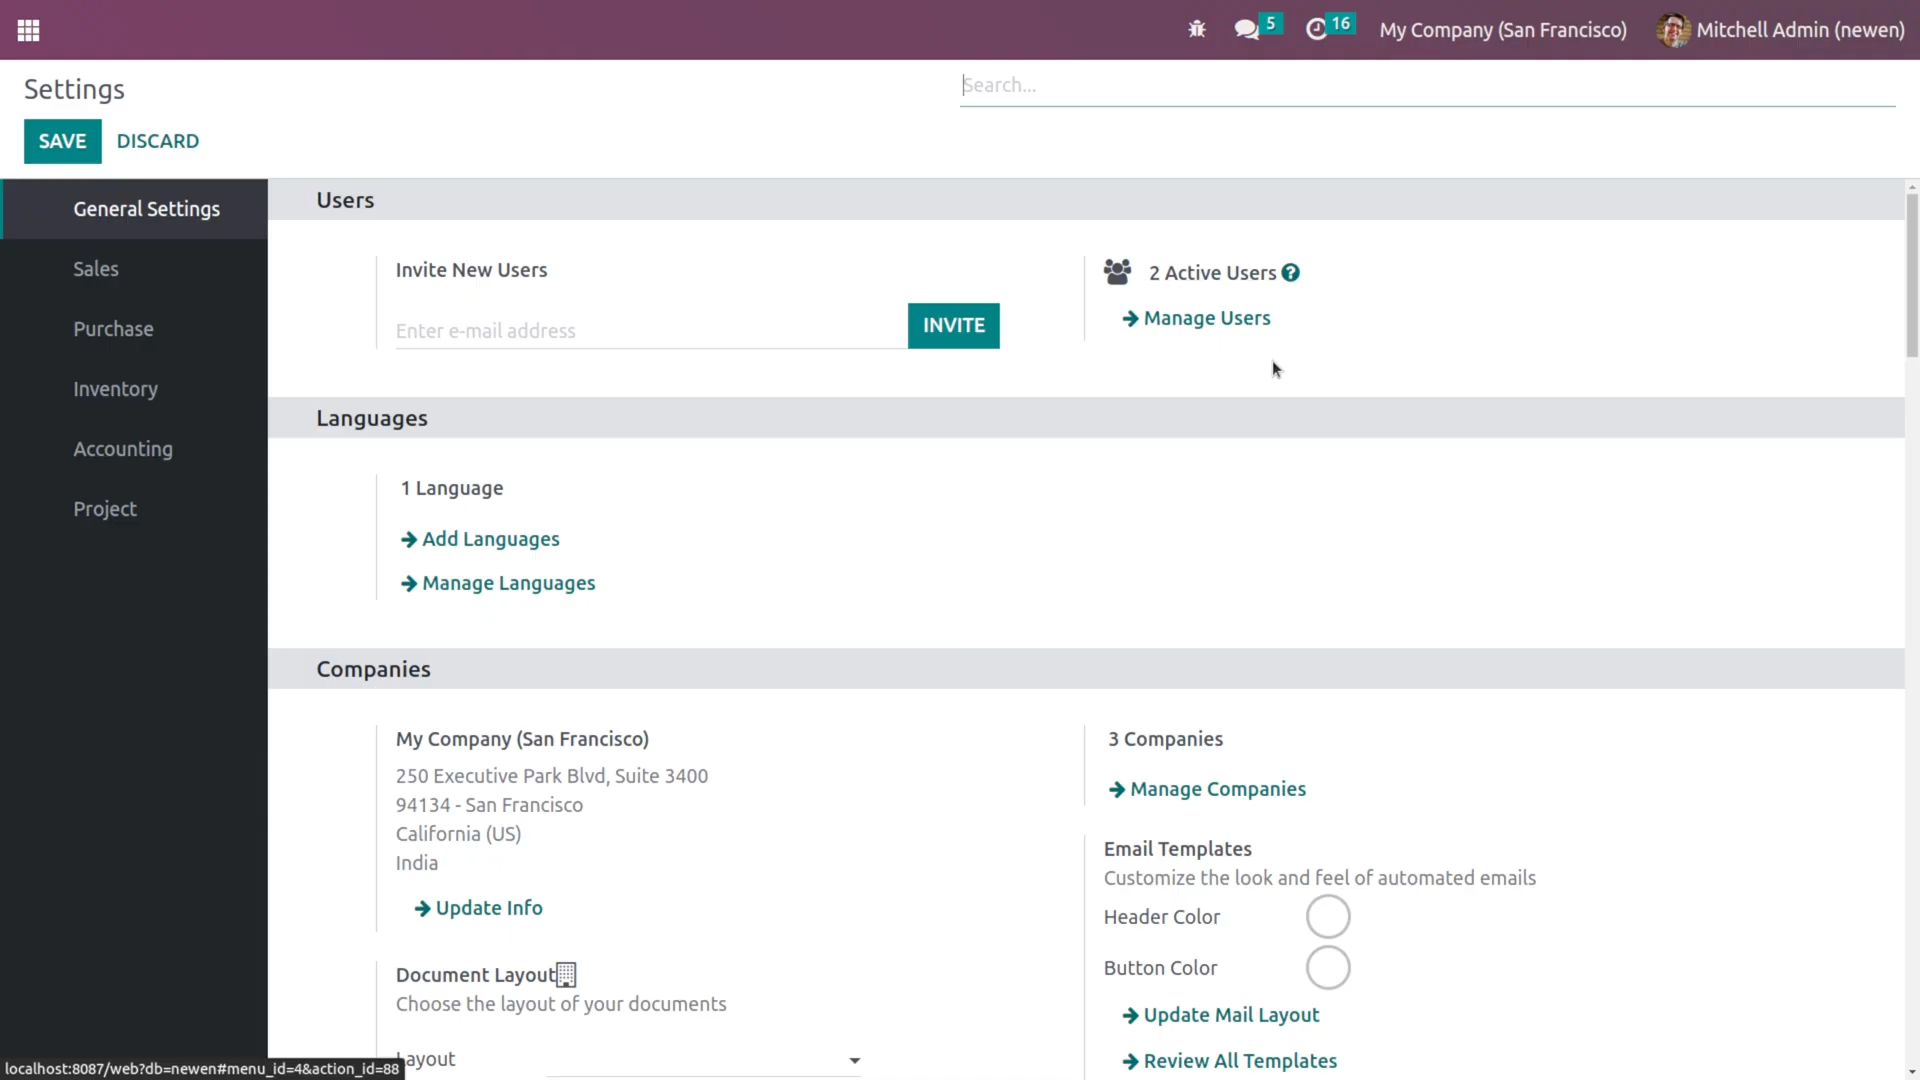 5
16
My Company (San Francisco)
Mitchell Admin (newen)
Settings
Search...
SAVE
DISCARD
General Settings
Sales
Purchase
Inventory
Accounting
Project
Users
Invite New Users
Enter e-mail address
INVITE
2 Active Users ?
Manage Users
Languages
1 Language
Add Languages
Manage Languages
Companies
My Company (San Francisco)
250 Executive Park Blvd, Suite 3400
94134 - San Francisco
California (US)
India
Update Info
3 Companies
Manage Companies
Email Templates
Customize the look and feel of automated emails
Header Color
Button Color
Update Mail Layout
Review All Templates
Document Layout
Choose the layout of your documents
Layout
localhost:8087/web?db=newen#menu_id=4&action_id=88